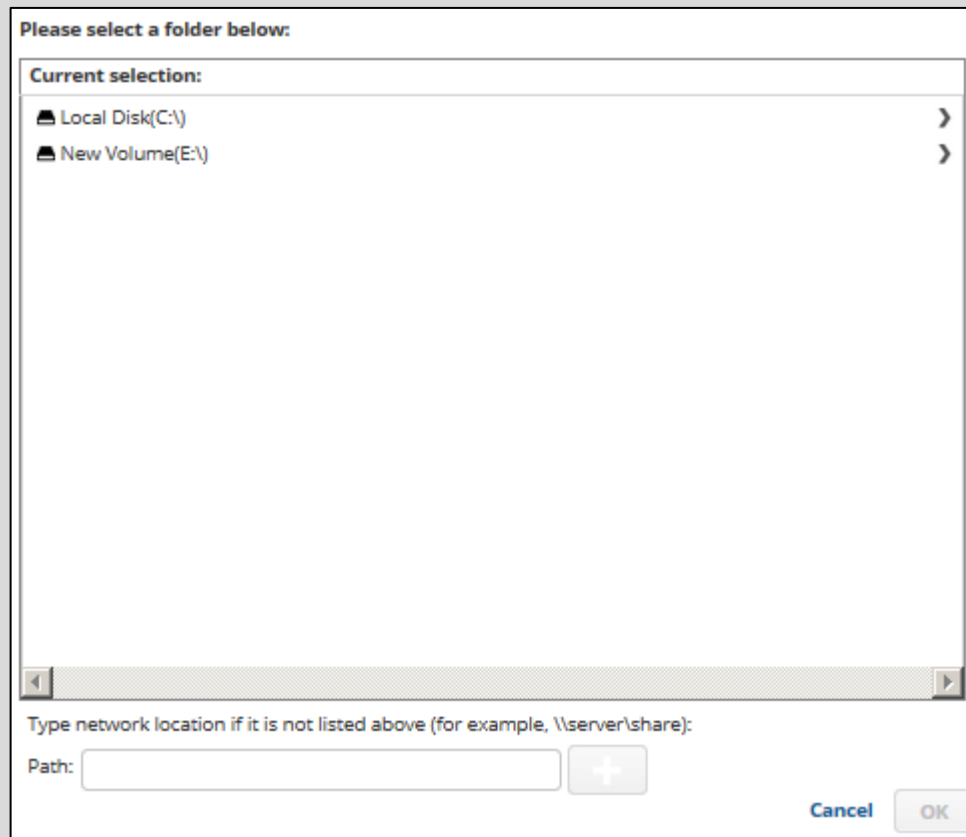 Please select a folder below:
Current selection:
Local Disk(C:\)
New Volume(E:\)
Type network location if it is not listed above (for example, \\server\share):
Path:
Cancel
OK